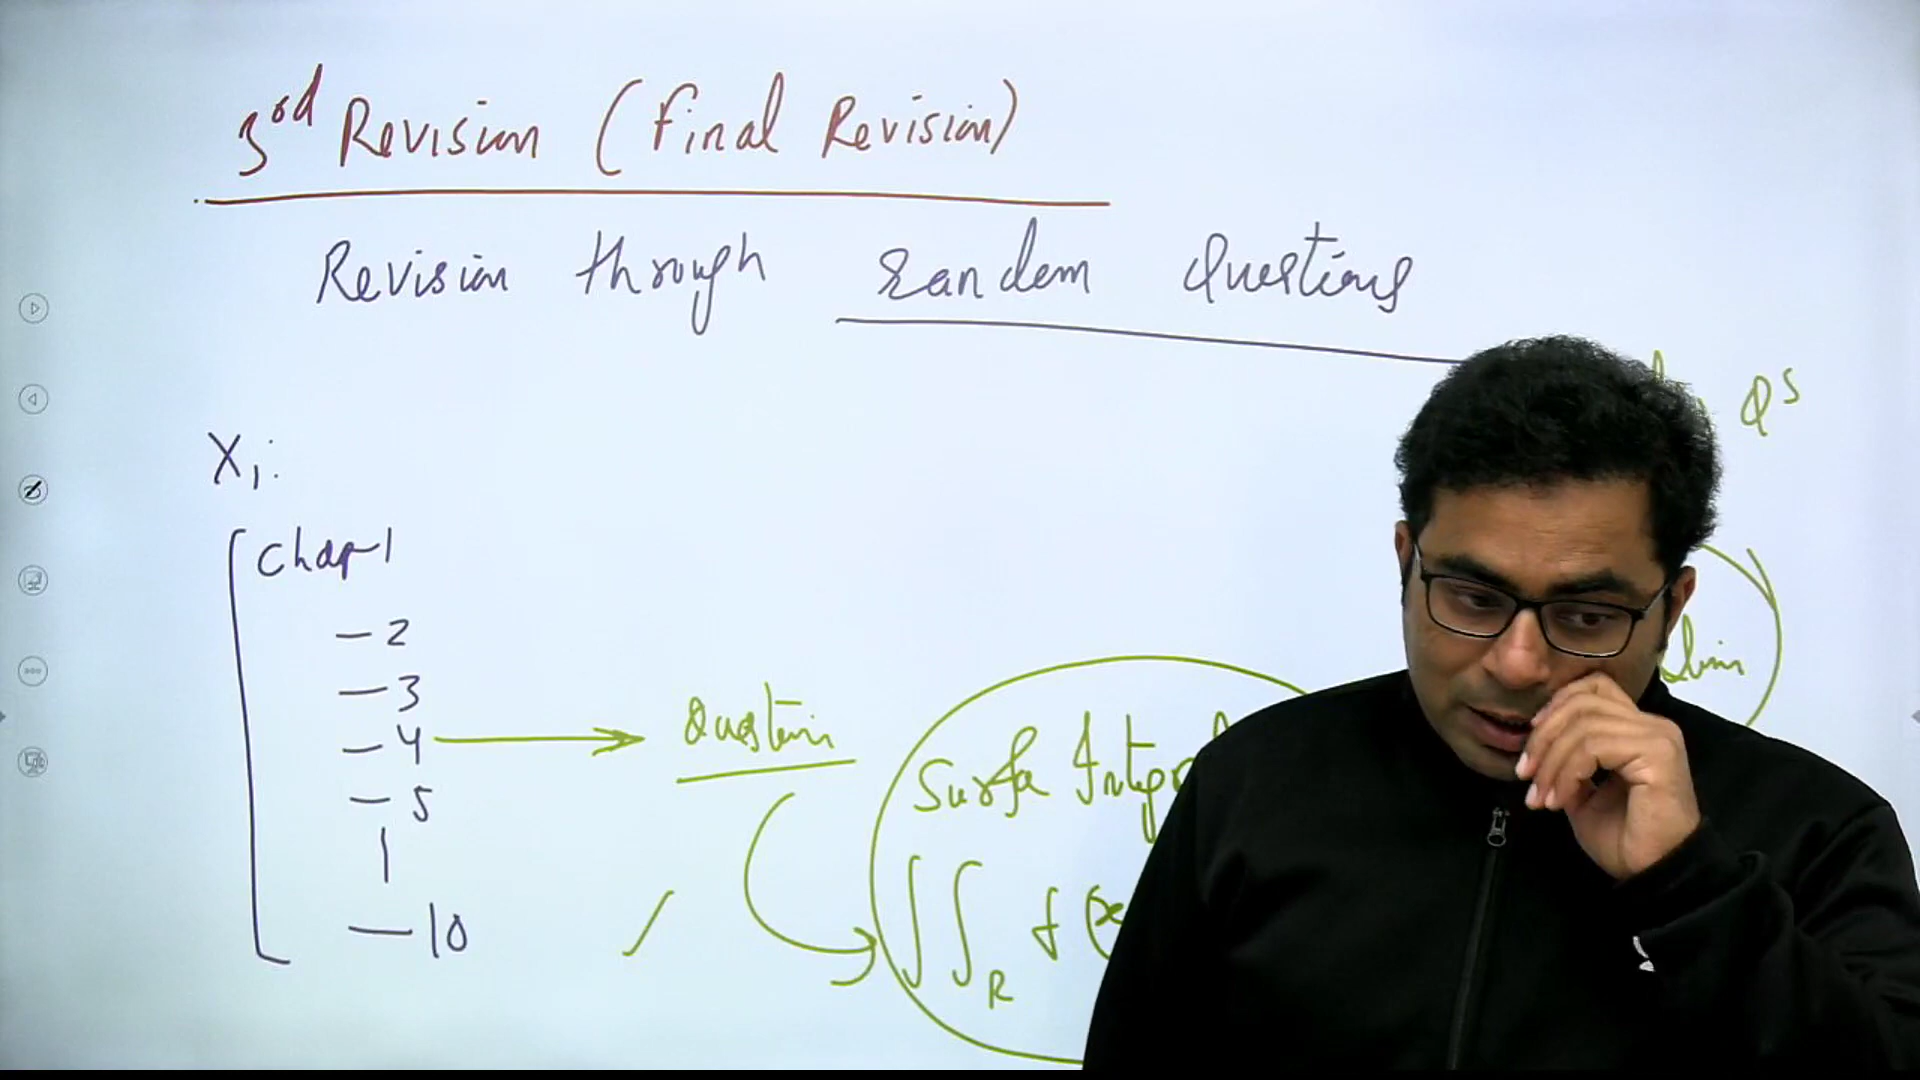 3rd Revision (Final Revision)
Revision through random Questions
Qs
X1:
Chap-1
— 2
— 3
— 4
— 5
|
— 10
Question
Surfa
∫∫R f(x